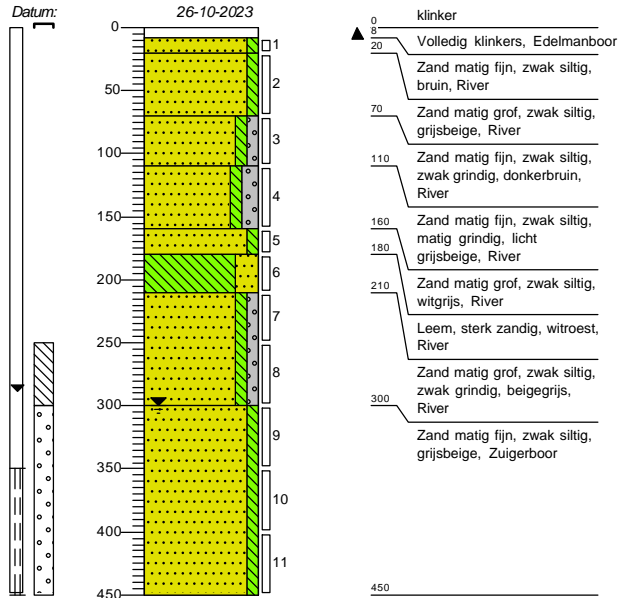 Datum:
26-10-2023
0
50
100
150
200
250
300
350
400
450
1
2
3
4
5
6
7
8
9
10
11
0
klinker
8
Volledig klinkers, Edelmanboor
20
Zand matig fijn, zwak siltig,
bruin, River
70
Zand matig grof, zwak siltig,
grijsbeige, River
110
Zand matig fijn, zwak siltig,
zwak grindig, donkerbruin,
River
160
Zand matig fijn, zwak siltig,
matig grindig, licht
grijsbeige, River
180
Zand matig grof, zwak siltig,
witgrijs, River
210
Leem, sterk zandig, witroest,
River
Zand matig grof, zwak siltig,
zwak grindig, beigegrijs,
River
300
Zand matig fijn, zwak siltig,
grijsbeige, Zuigerboor
450